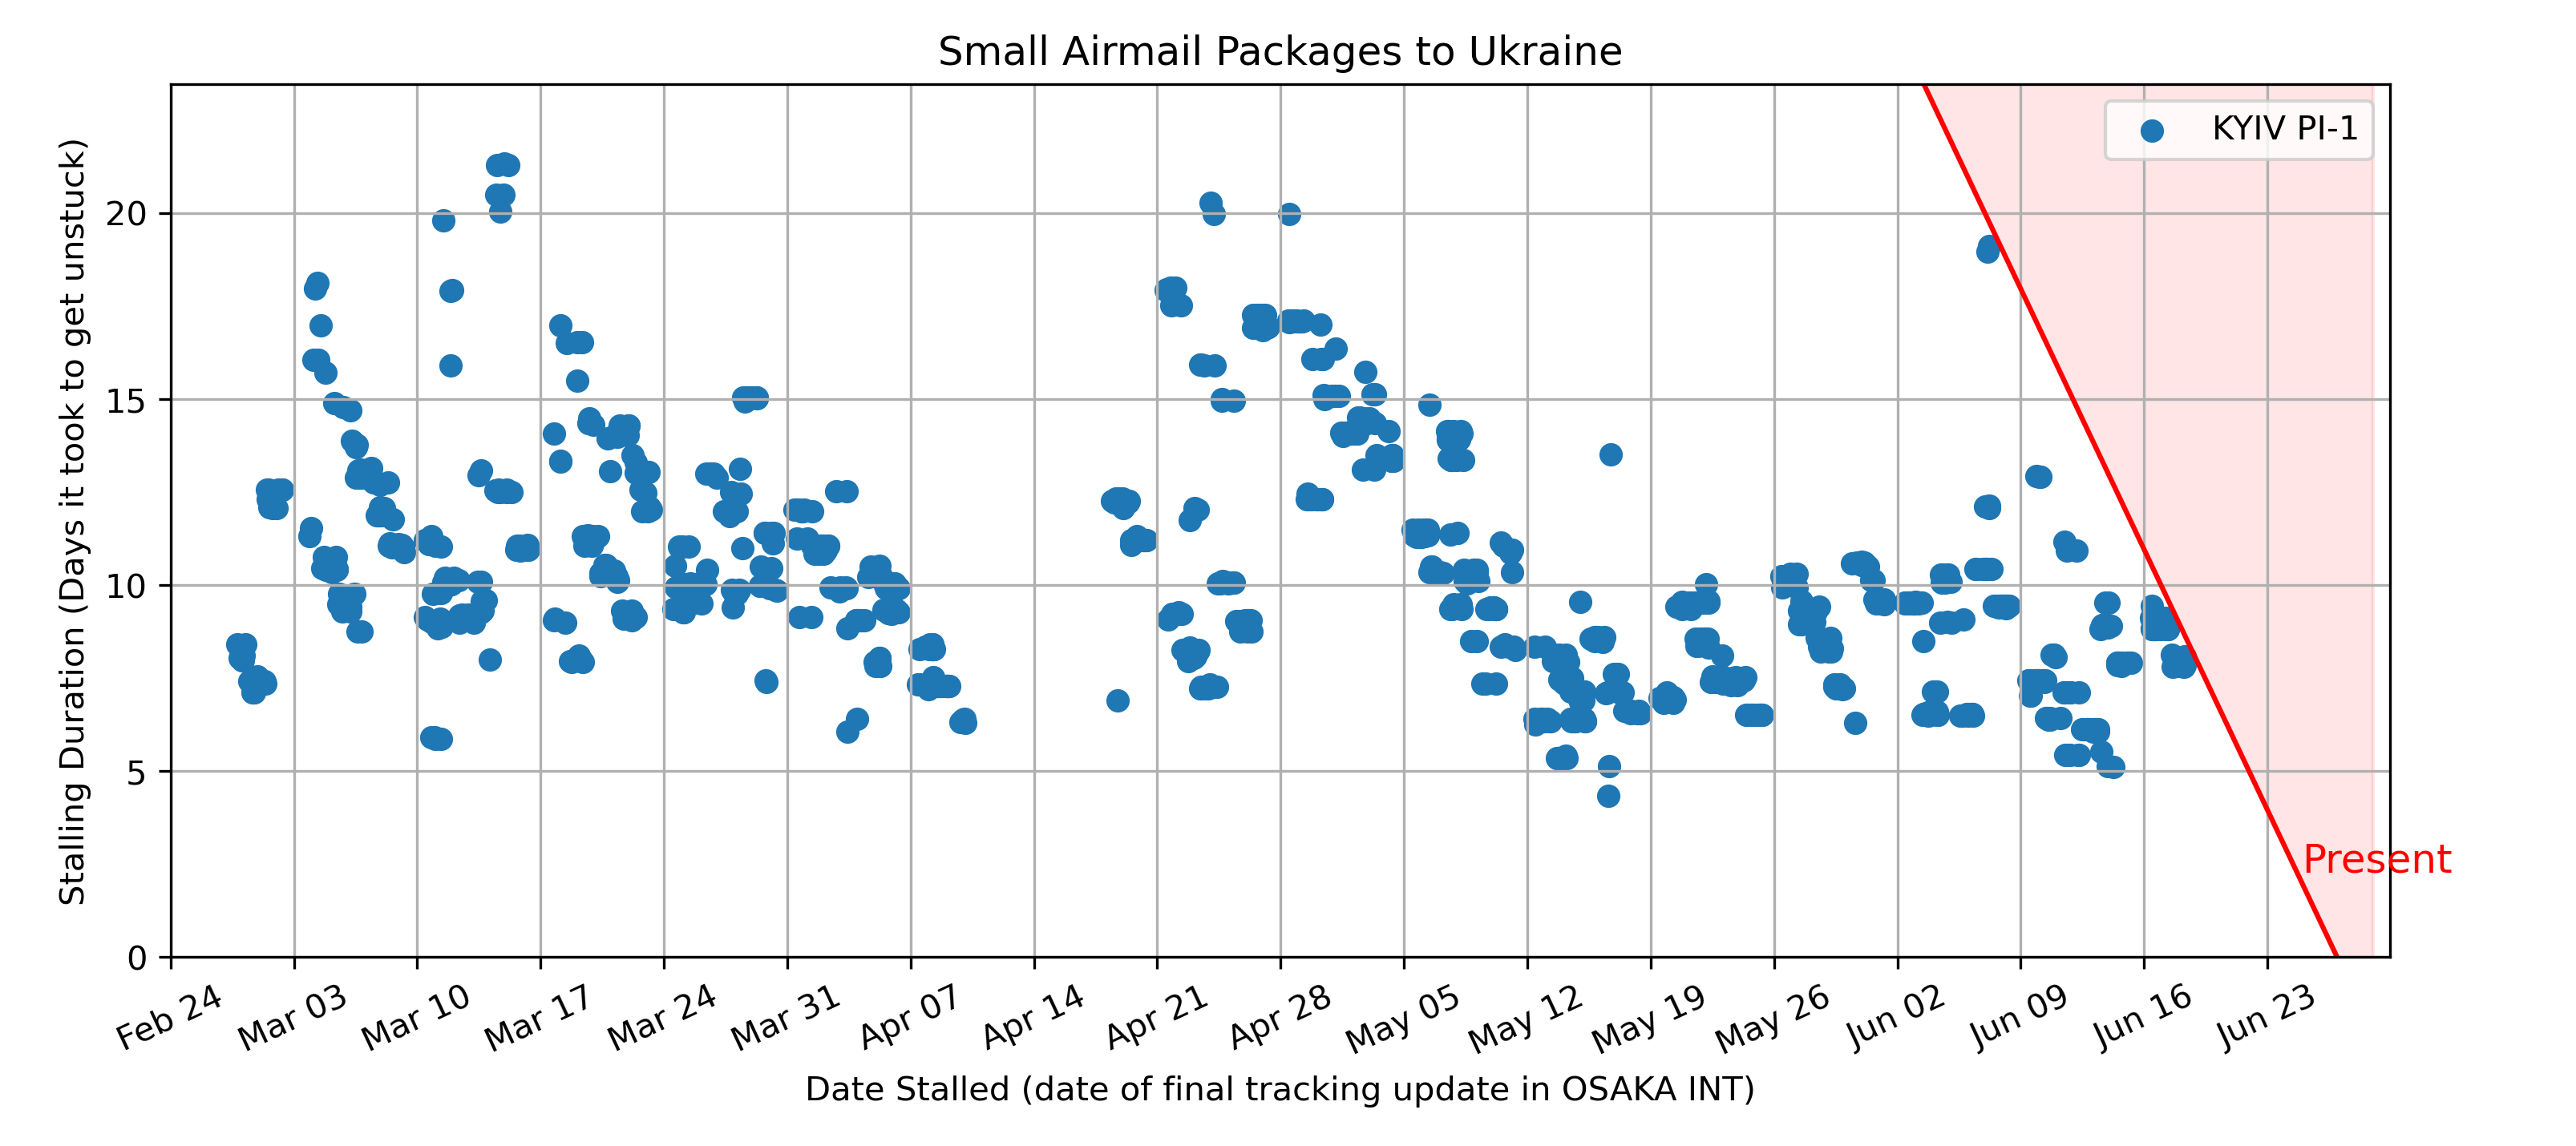 Small Airmail Packages to Ukraine
KYIV PI-1
Stalling Duration (Days it took to get unstuck)
20
15
10
5
0
Present
Feb 24
Mar 03
Mar 10
Mar 17
Mar 24
Mar 31
Apr 07
Apr 14
Apr 21
Apr 28
May 05
May 12
May 19
May 26
Jun 02
Jun 09
Jun 16
Jun 23
Date Stalled (date of final tracking update in OSAKA INT)